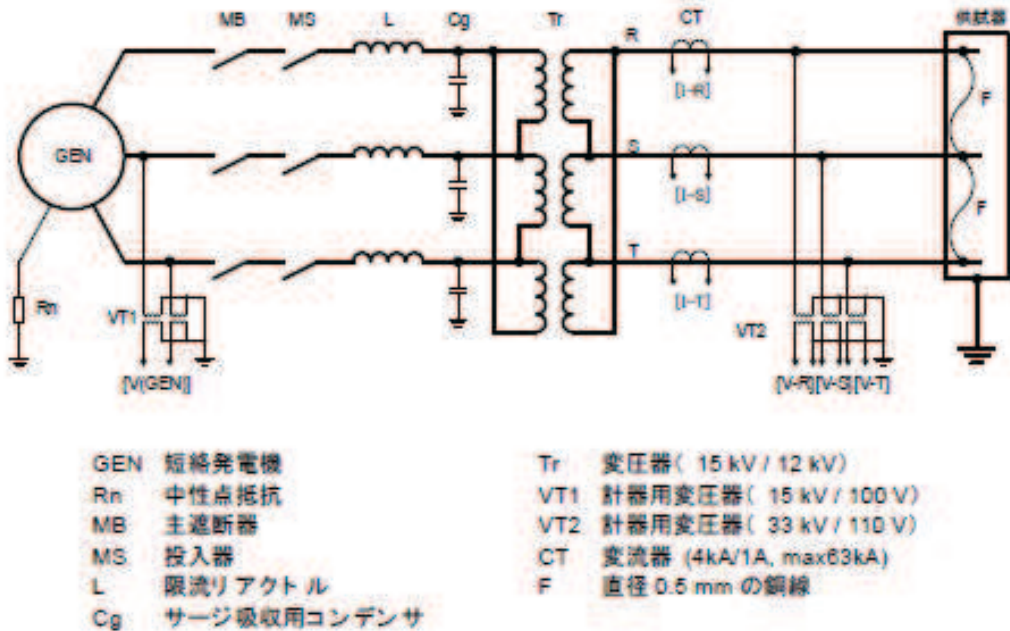 MB MS L Cg Tr CT 供試器
R
[I-R]
F
GEN
S
[I-S]
F
T
[I-T]
Rn
VT1
VT2
[V(GEN)]
[V-R][V-S][V-T]
GEN 短絡発電機
Rn 中性点抵抗
MB 主遮断器
MS 投入器
L 限流リアクトル
Cg サージ吸収用コンデンサ
Tr 変圧器( 15 kV / 12 kV)
VT1 計器用変圧器( 15 kV / 100 V)
VT2 計器用変圧器( 33 kV / 110 V)
CT 変流器 (4kA/1A, max63kA)
F 直径 0.5 mm の銅線